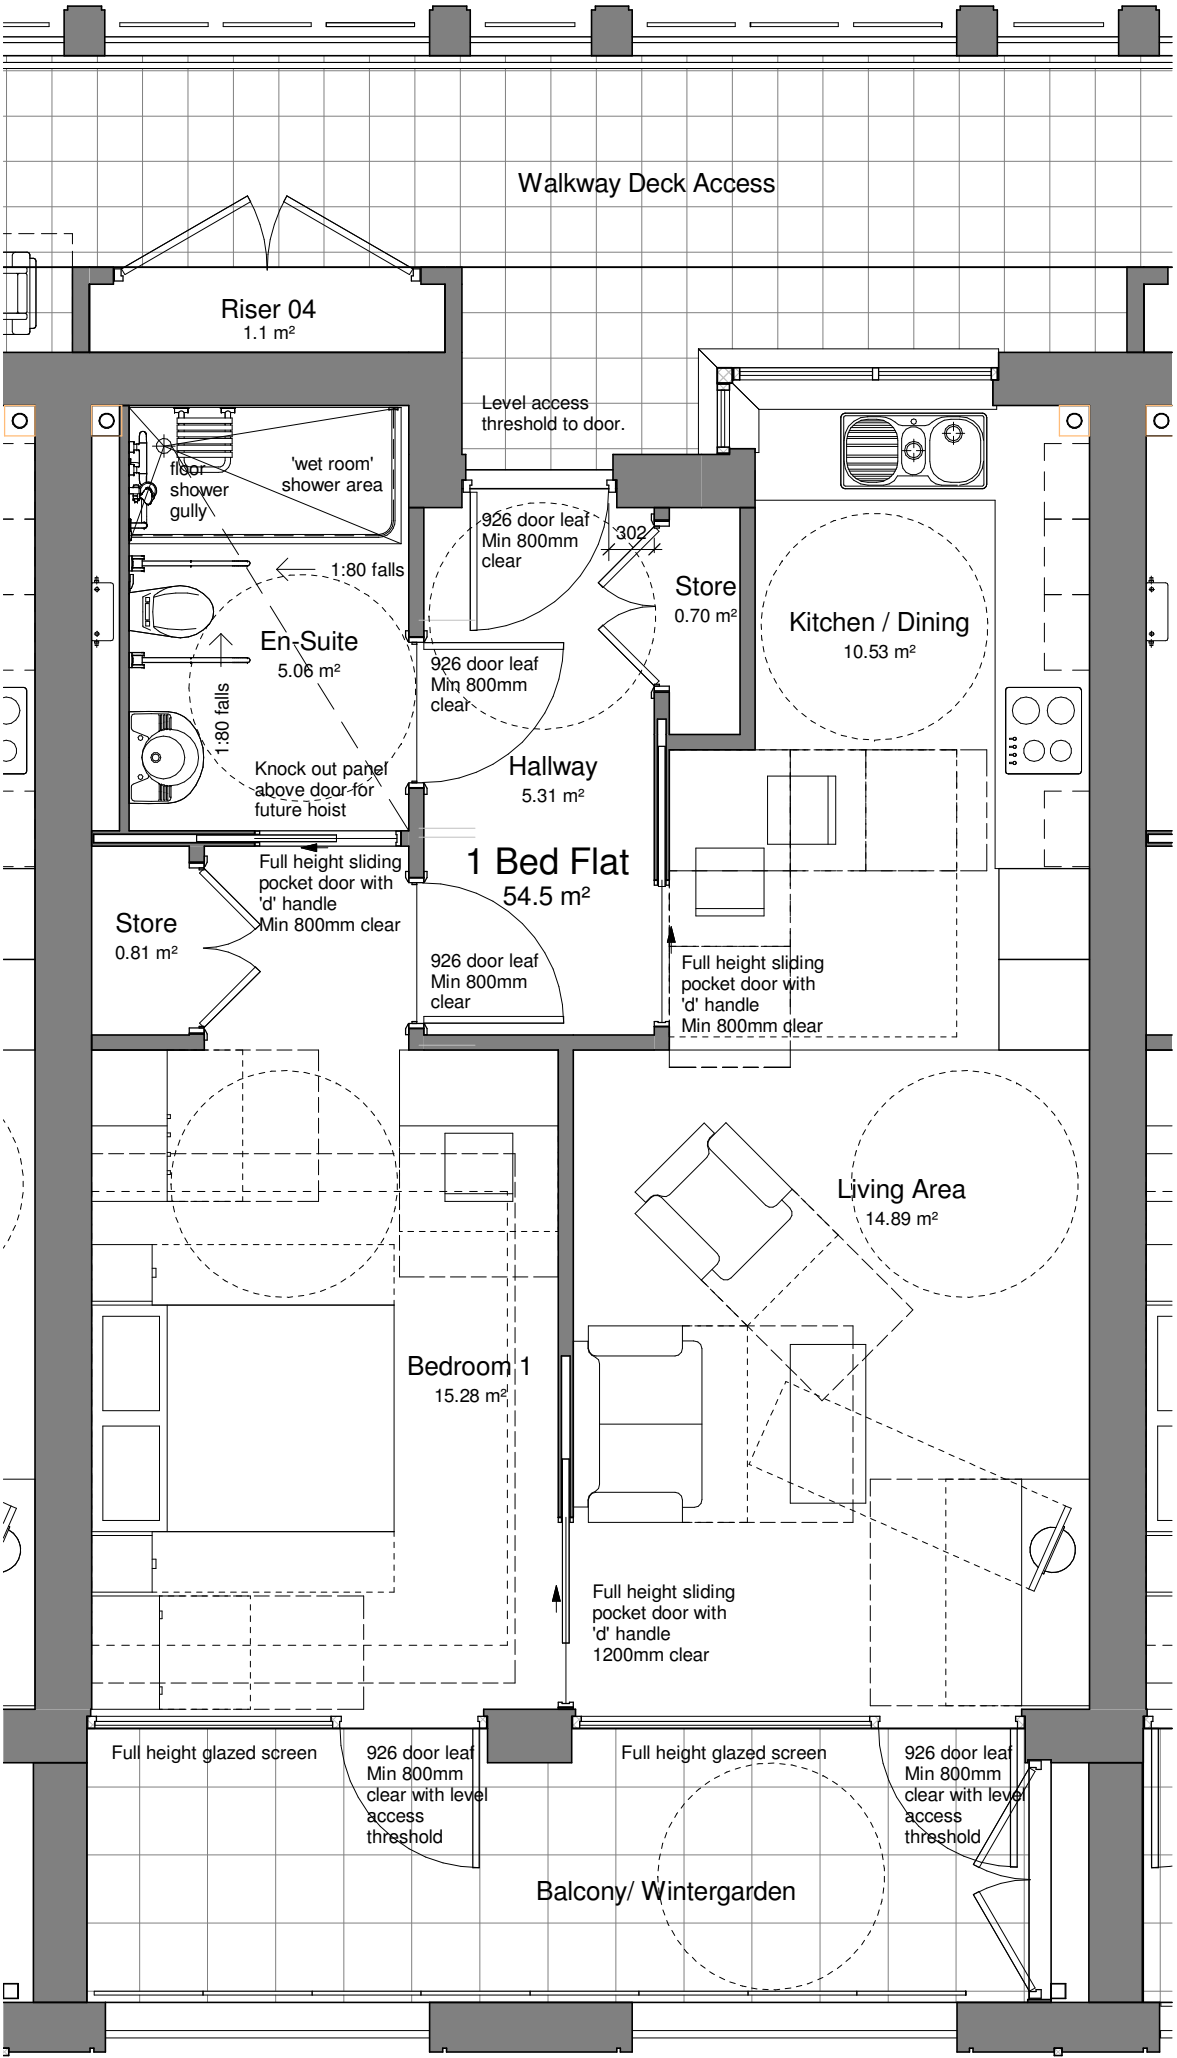 Walkway Deck Access
Riser 04
1.1 m²
Level access
threshold to door.
floor
shower
gully
'wet room'
shower area
926 door leaf
Min 800mm
clear
302
1:80 falls
Store
0.70 m²
Kitchen / Dining
10.53 m²
En-Suite
5.06 m²
926 door leaf
Min 800mm
clear
1:80 falls
Knock out panel
above door for
future hoist
Hallway
5.31 m²
1 Bed Flat
54.5 m²
Full height sliding
pocket door with
'd' handle
Min 800mm clear
Store
0.81 m²
926 door leaf
Min 800mm
clear
Full height sliding
pocket door with
'd' handle
Min 800mm clear
Living Area
14.89 m²
Bedroom 1
15.28 m²
Full height sliding
pocket door with
'd' handle
1200mm clear
Full height glazed screen
926 door leaf
Min 800mm
clear with level
access
threshold
Full height glazed screen
926 door leaf
Min 800mm
clear with level
access
threshold
Balcony/ Wintergarden